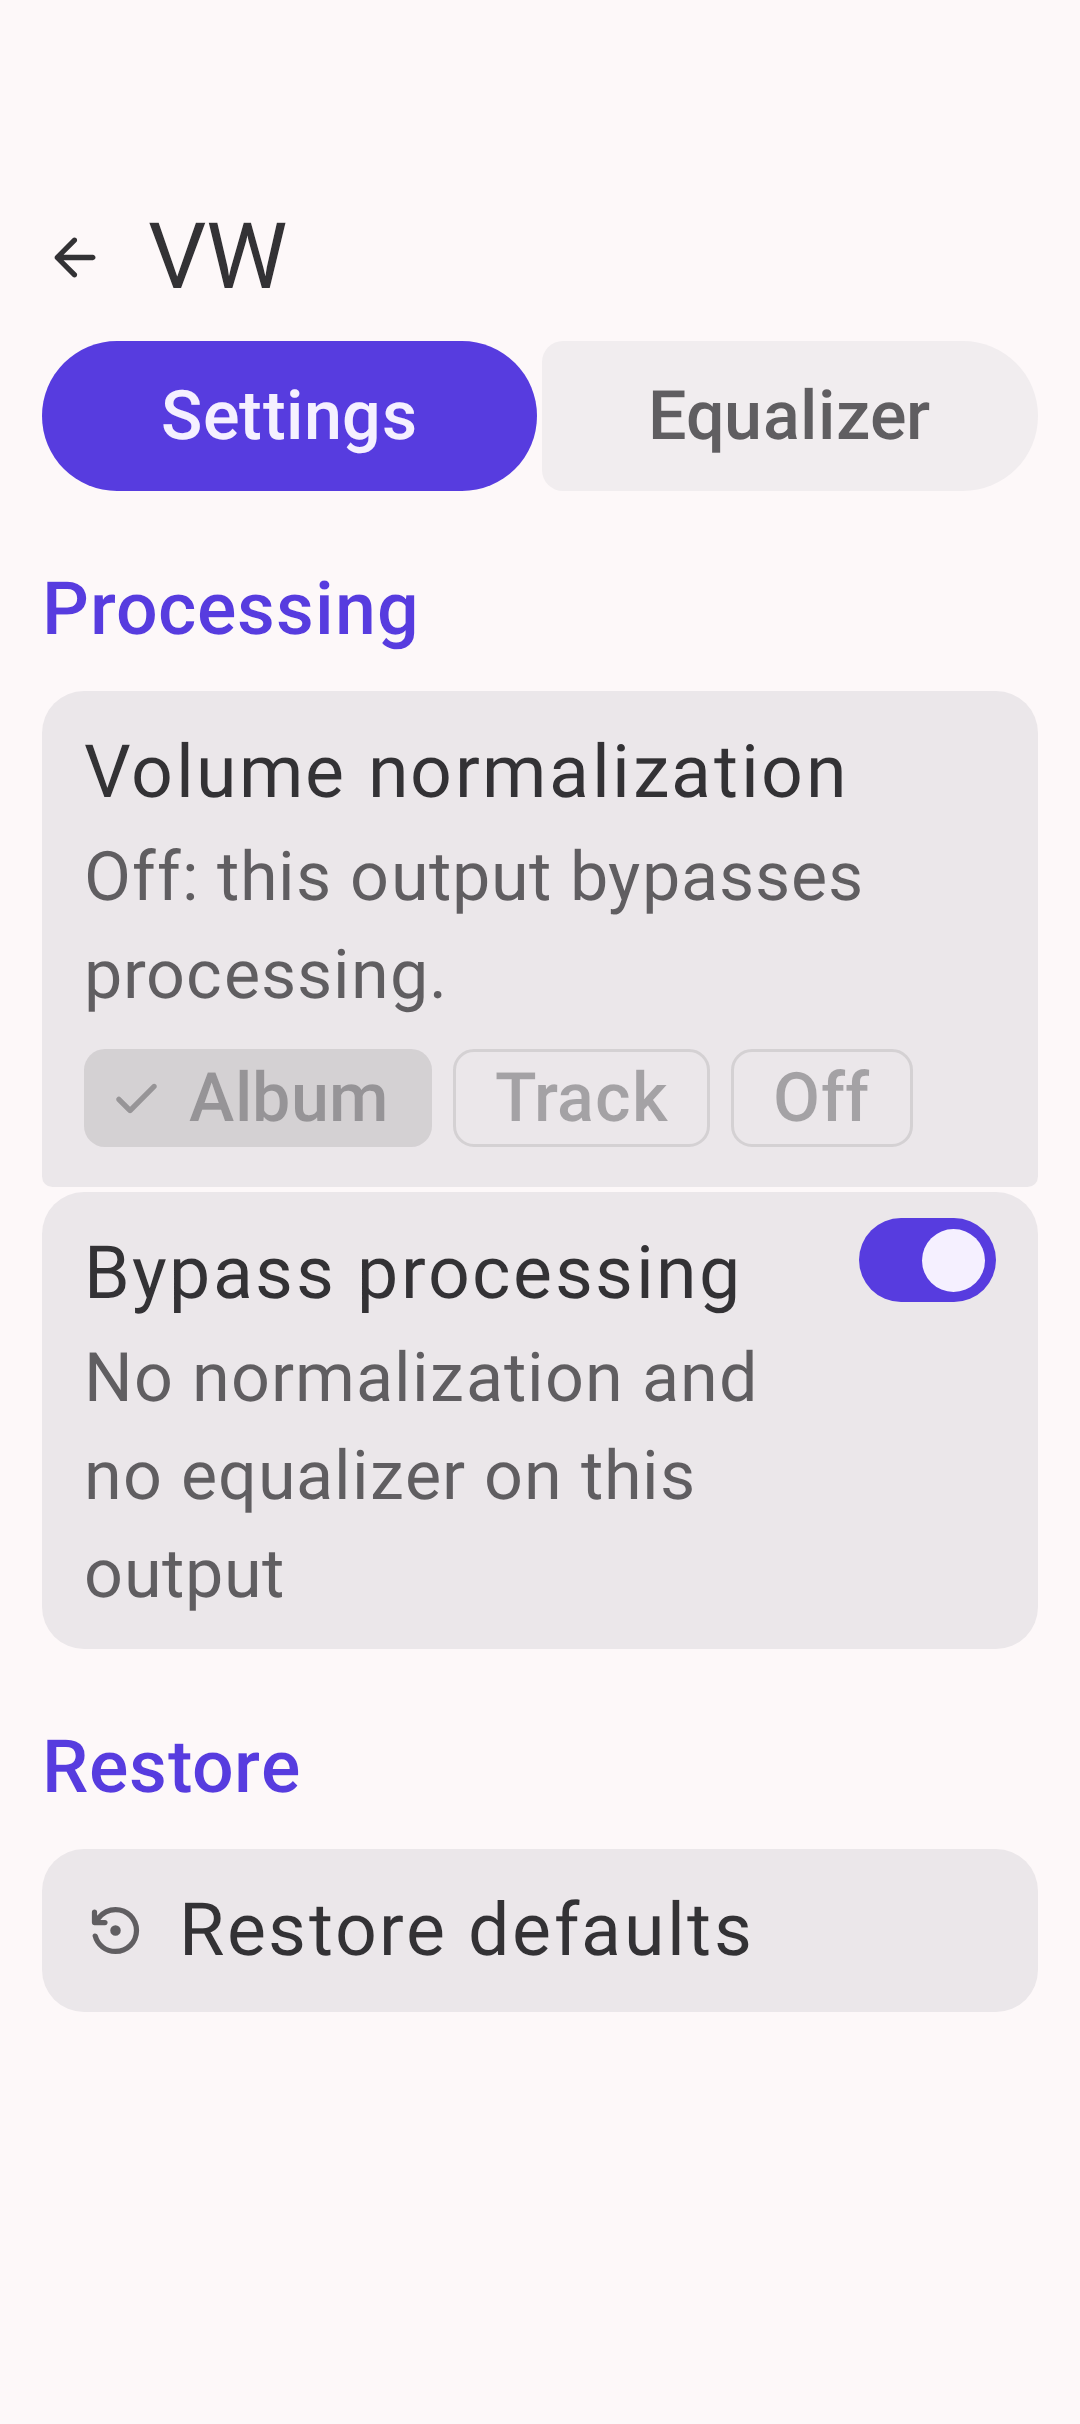 VW
Settings
Equalizer
Processing
Volume normalization
Off: this output bypasses
processing.
Album
Track
Off
Bypass processing
No normalization and
no equalizer on this
output
Restore
Restore defaults